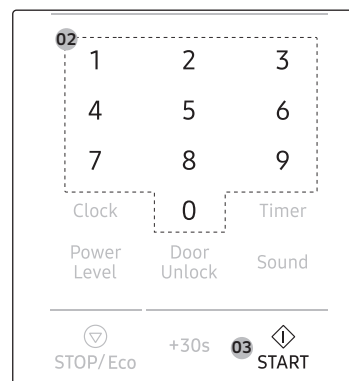 02
1 2 3
4 5 6
7 8 9
Clock 0 Timer
Power Level Door Unlock Sound
STOP/Eco +30s 03 START